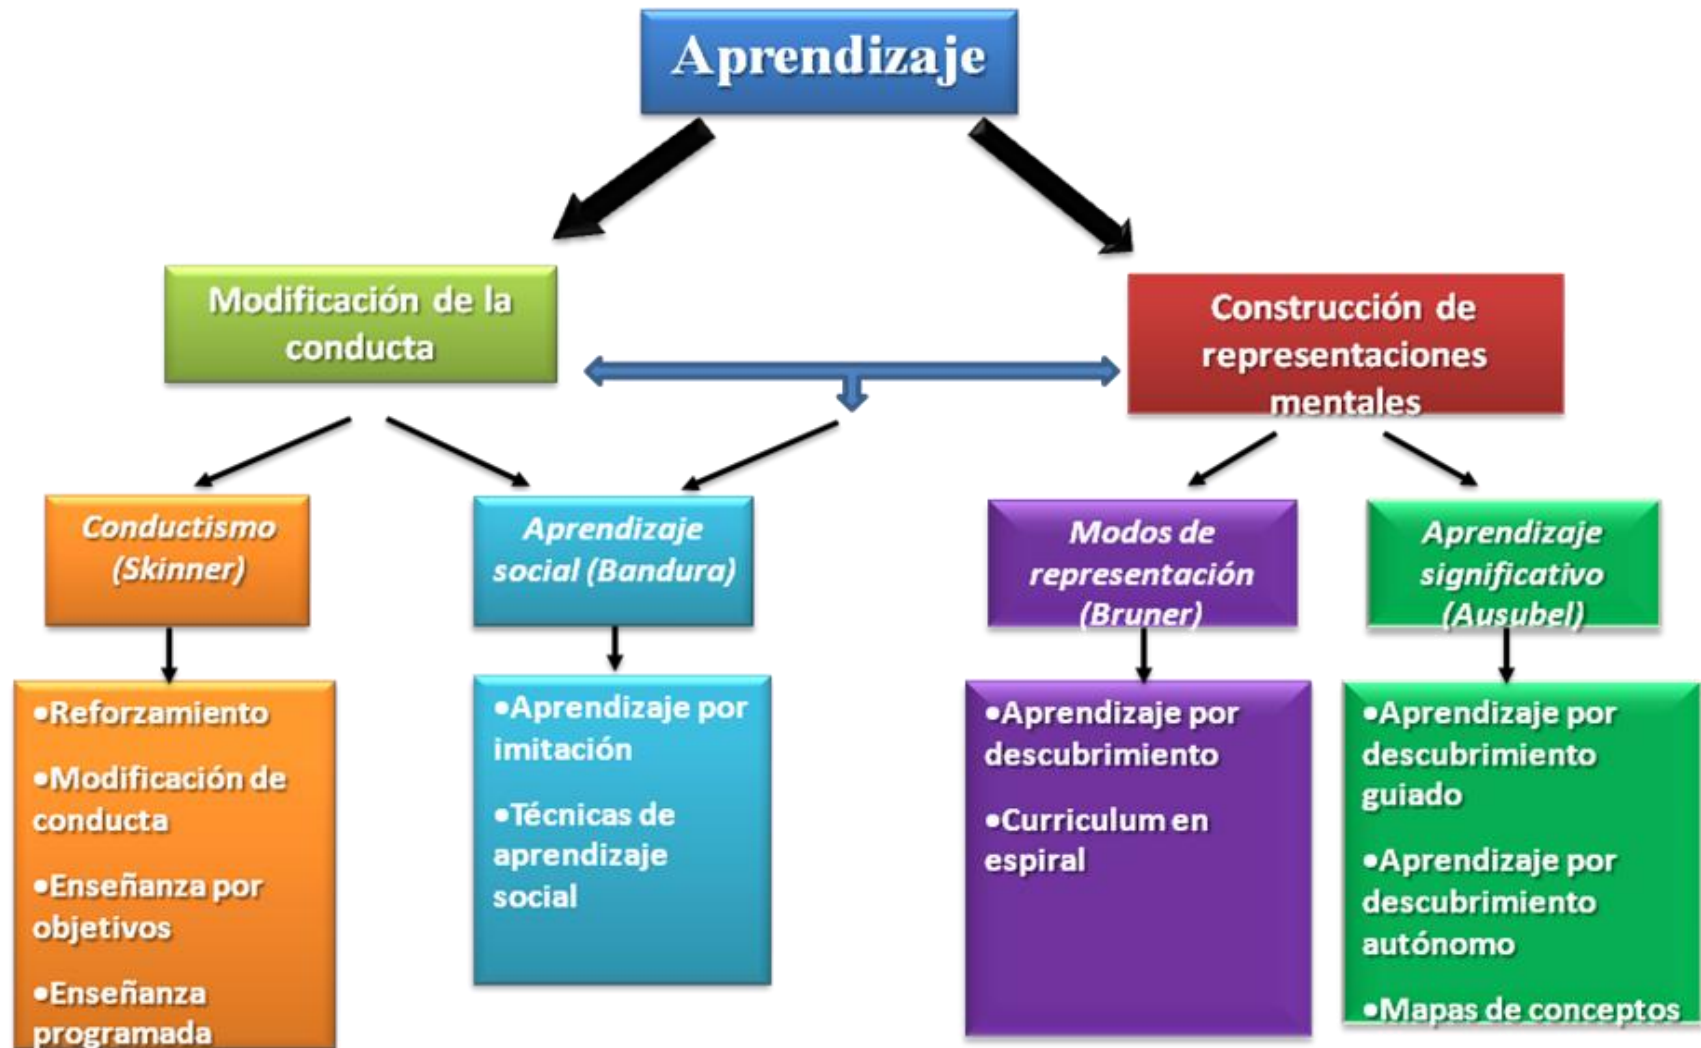 Aprendizaje
Modificación de la
conducta
Construcción de
representaciones
mentales
Conductismo
(Skinner)
Aprendizaje
social (Bandura)
Modos de
representación
(Bruner)
Aprendizaje
significativo
(Ausubel)
•Reforzamiento
•Modificación de
conducta
•Enseñanza por
objetivos
•Enseñanza
programada
•Aprendizaje por
imitación
•Técnicas de
aprendizaje
social
•Aprendizaje por
descubrimiento
•Curriculum en
espiral
•Aprendizaje por
descubrimiento
guiado
•Aprendizaje por
descubrimiento
autónomo
•Mapas de conceptos